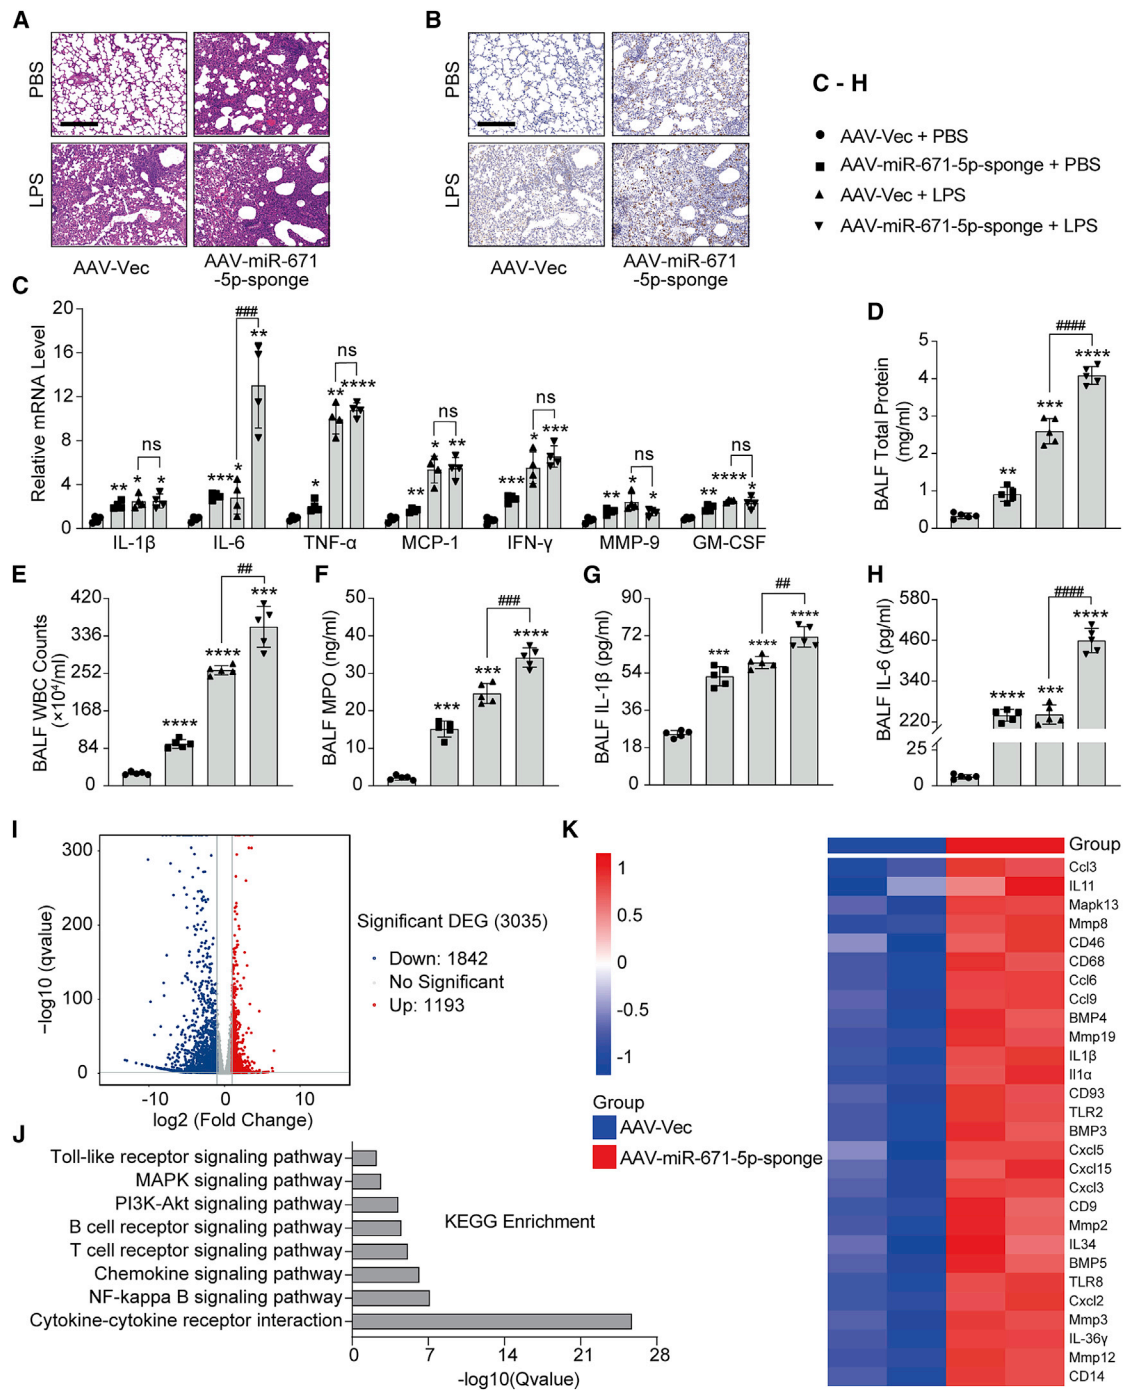 A
PBS
LPS
AAV-Vec
AAV-miR-671
-5p-sponge
B
PBS
LPS
AAV-Vec
AAV-miR-671
-5p-sponge
C - H
AAV-Vec + PBS
AAV-miR-671-5p-sponge + PBS
AAV-Vec + LPS
AAV-miR-671-5p-sponge + LPS
C
Relative mRNA Level
20
16
12
8
4
0
** * * ns
*** * ** ###
* ** **** ns
** * ** ns
*** * *** ns
** * * ns
** **** * ns
IL-1β
IL-6
TNF-α
MCP-1
IFN-γ
MMP-9
GM-CSF
D
BALF Total Protein
(mg/ml)
5
4
3
2
1
0
**
***
****
####
E
BALF WBC Counts
(×10⁴/ml)
420
336
252
168
84
0
****
****
***
##
F
BALF MPO (ng/ml)
50
40
30
20
10
0
***
***
****
###
G
BALF IL-1β (pg/ml)
90
72
54
36
18
0
***
****
****
##
H
BALF IL-6 (pg/ml)
580
460
340
220
25
0
****
***
****
####
I
−log10 (qvalue)
300
200
100
0
-10
0
10
log2 (Fold Change)
Significant DEG (3035)
Down: 1842
No Significant
Up: 1193
J
Toll-like receptor signaling pathway
MAPK signaling pathway
PI3K-Akt signaling pathway
B cell receptor signaling pathway
T cell receptor signaling pathway
Chemokine signaling pathway
NF-kappa B signaling pathway
Cytokine-cytokine receptor interaction
KEGG Enrichment
0
7
14
21
28
-log10(Qvalue)
K
1
0.5
0
-0.5
-1
Group
AAV-Vec
AAV-miR-671-5p-sponge
Group
Ccl3
IL11
Mapk13
Mmp8
CD46
CD68
Ccl6
Ccl9
BMP4
Mmp19
IL1β
Il1α
CD93
TLR2
BMP3
Cxcl5
Cxcl15
Cxcl3
CD9
Mmp2
IL34
BMP5
TLR8
Cxcl2
Mmp3
IL-36γ
Mmp12
CD14